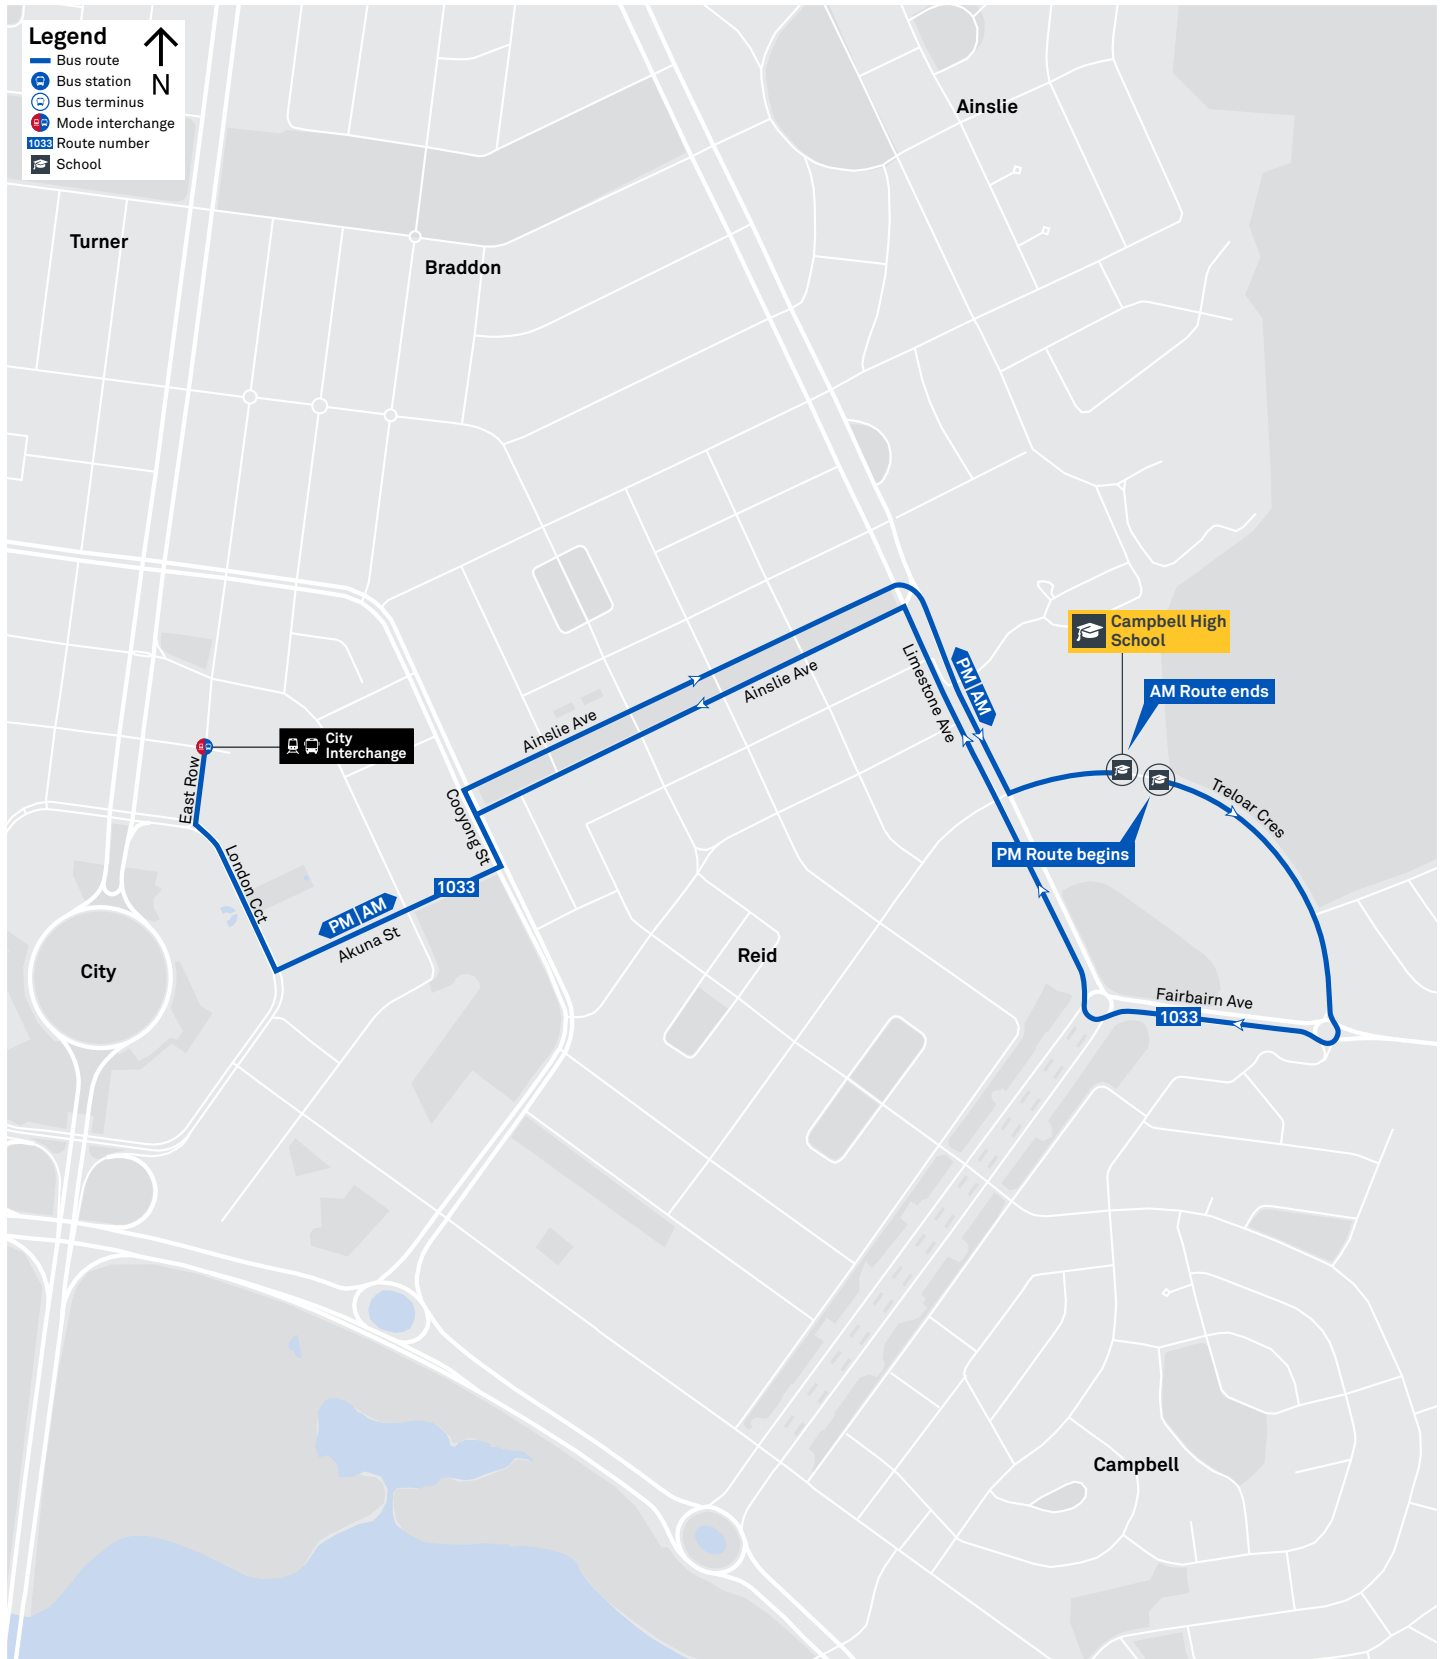 Legend
N
Bus route
Bus station
Bus terminus
Mode interchange
1033 Route number
School
Ainslie
Turner
Braddon
Campbell High
School
AM Route ends
PM AM
Limestone Ave
Ainslie Ave
Ainslie Ave
City
Interchange
East Row
Cooyong St
Treloar Cres
PM Route begins
London Cct
1033
PM AM
Akuna St
Reid
City
Fairbairn Ave
1033
Campbell